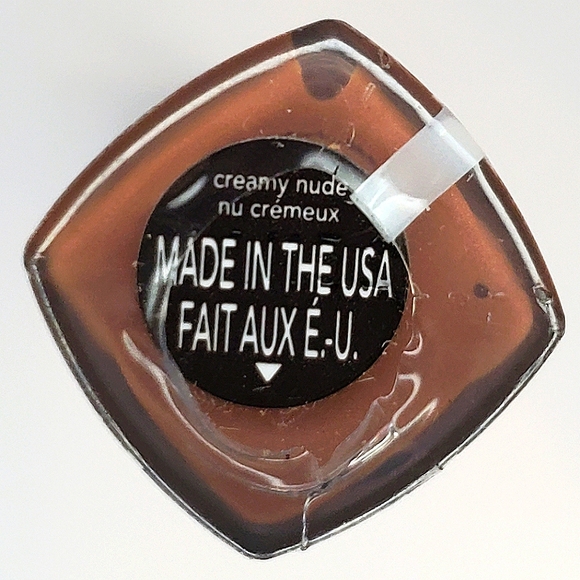 creamy nude
nu crémeux
MADE IN THE USA
FAIT AUX É.-U.